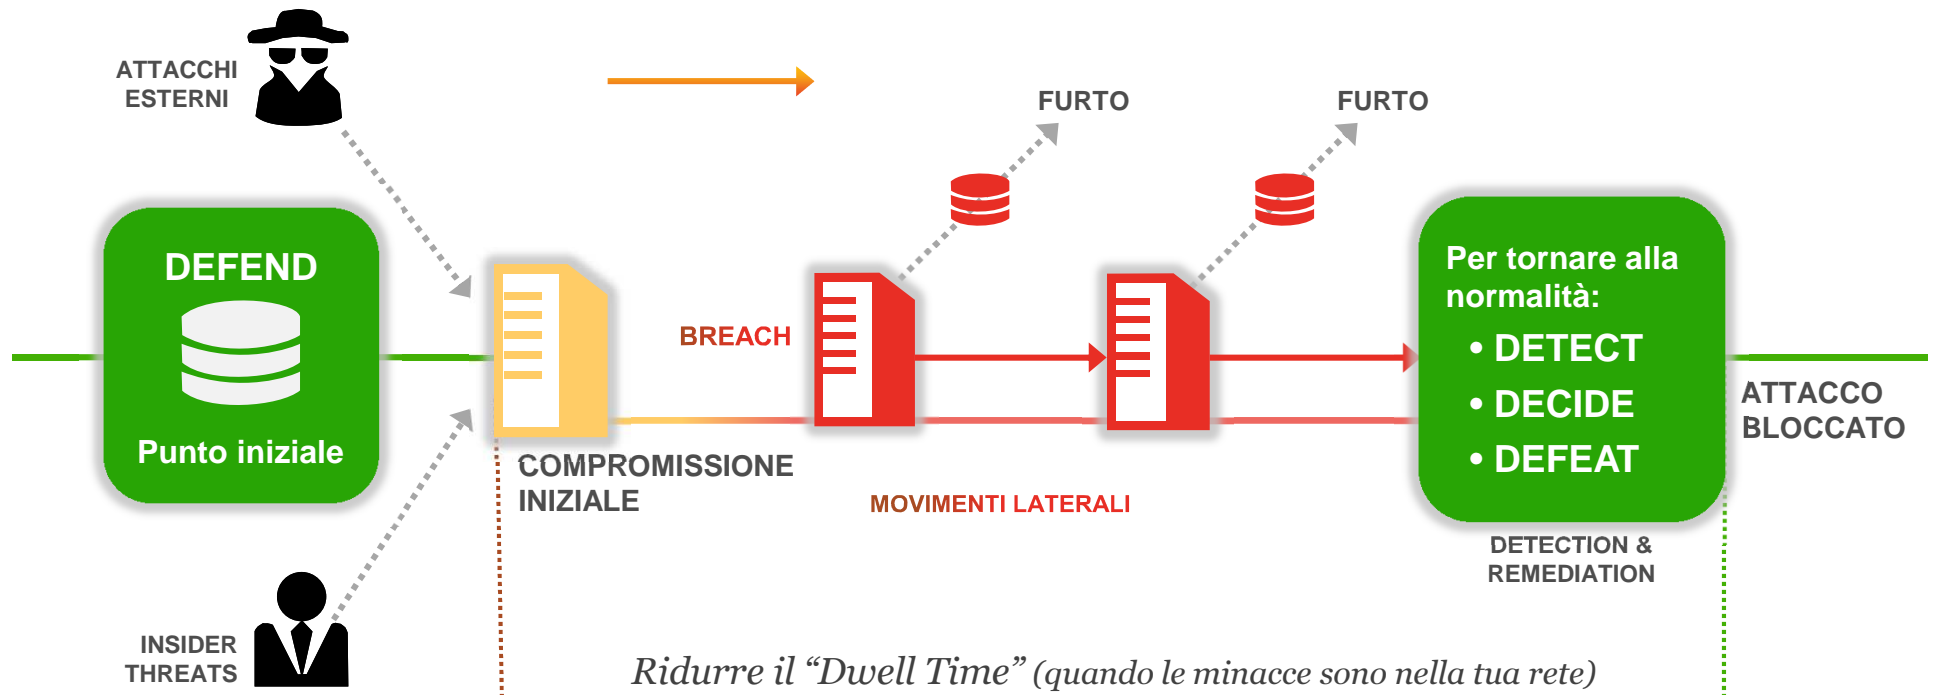 ATTACCHI
ESTERNI
FURTO
FURTO
DEFEND
Punto iniziale
BREACH
Per tornare alla
normalità:
• DETECT
• DECIDE
• DEFEAT
ATTACCO
BLOCCATO
COMPROMISSIONE
INIZIALE
MOVIMENTI LATERALI
DETECTION &
REMEDIATION
INSIDER
THREATS
Ridurre il “Dwell Time” (quando le minacce sono nella tua rete)